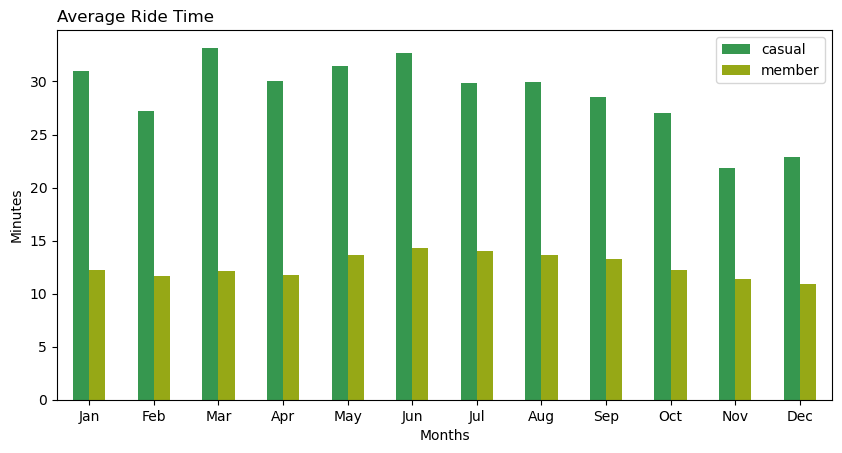 Average Ride Time
casual
member
Minutes
30
25
20
15
10
5
0
Jan Feb Mar Apr May Jun Jul Aug Sep Oct Nov Dec
Months